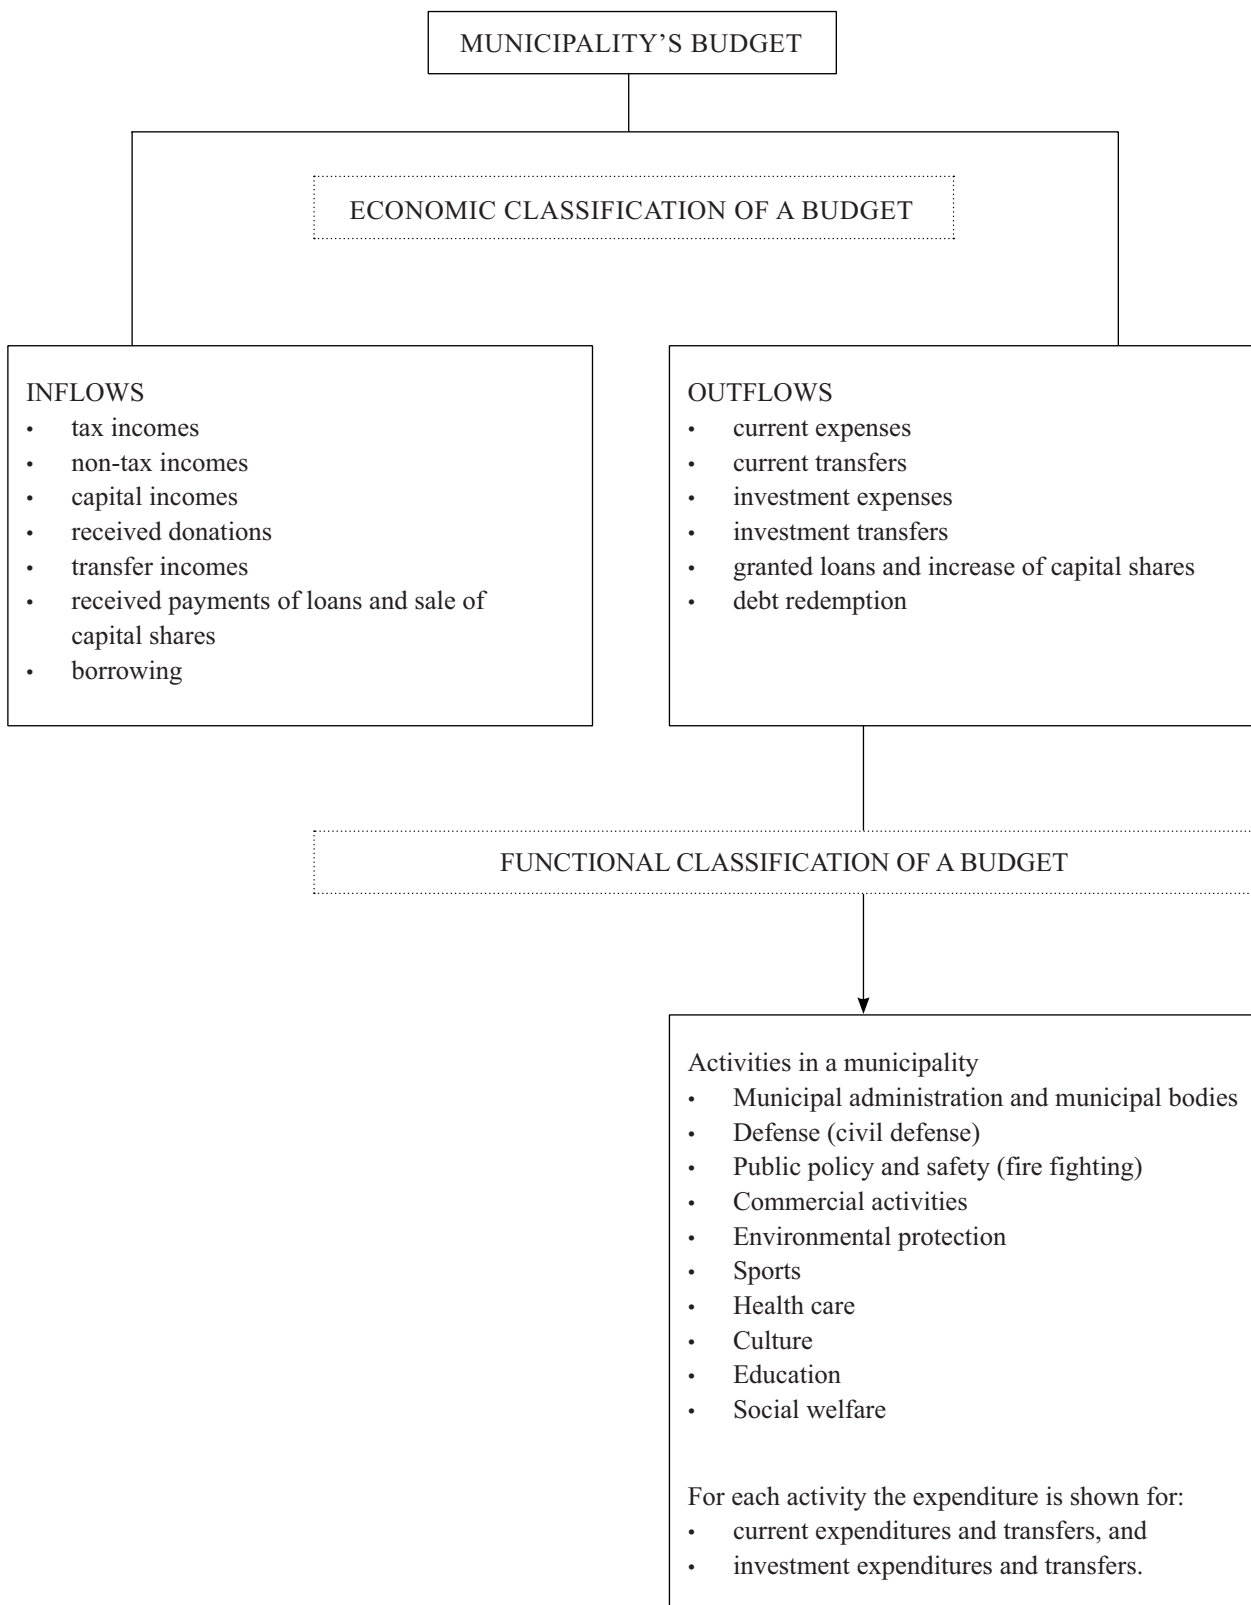 MUNICIPALITY’S BUDGET
ECONOMIC CLASSIFICATION OF A BUDGET
INFLOWS
• tax incomes
• non-tax incomes
• capital incomes
• received donations
• transfer incomes
• received payments of loans and sale of
capital shares
• borrowing
OUTFLOWS
• current expenses
• current transfers
• investment expenses
• investment transfers
• granted loans and increase of capital shares
• debt redemption
FUNCTIONAL CLASSIFICATION OF A BUDGET
Activities in a municipality
• Municipal administration and municipal bodies
• Defense (civil defense)
• Public policy and safety (fire fighting)
• Commercial activities
• Environmental protection
• Sports
• Health care
• Culture
• Education
• Social welfare
For each activity the expenditure is shown for:
• current expenditures and transfers, and
• investment expenditures and transfers.